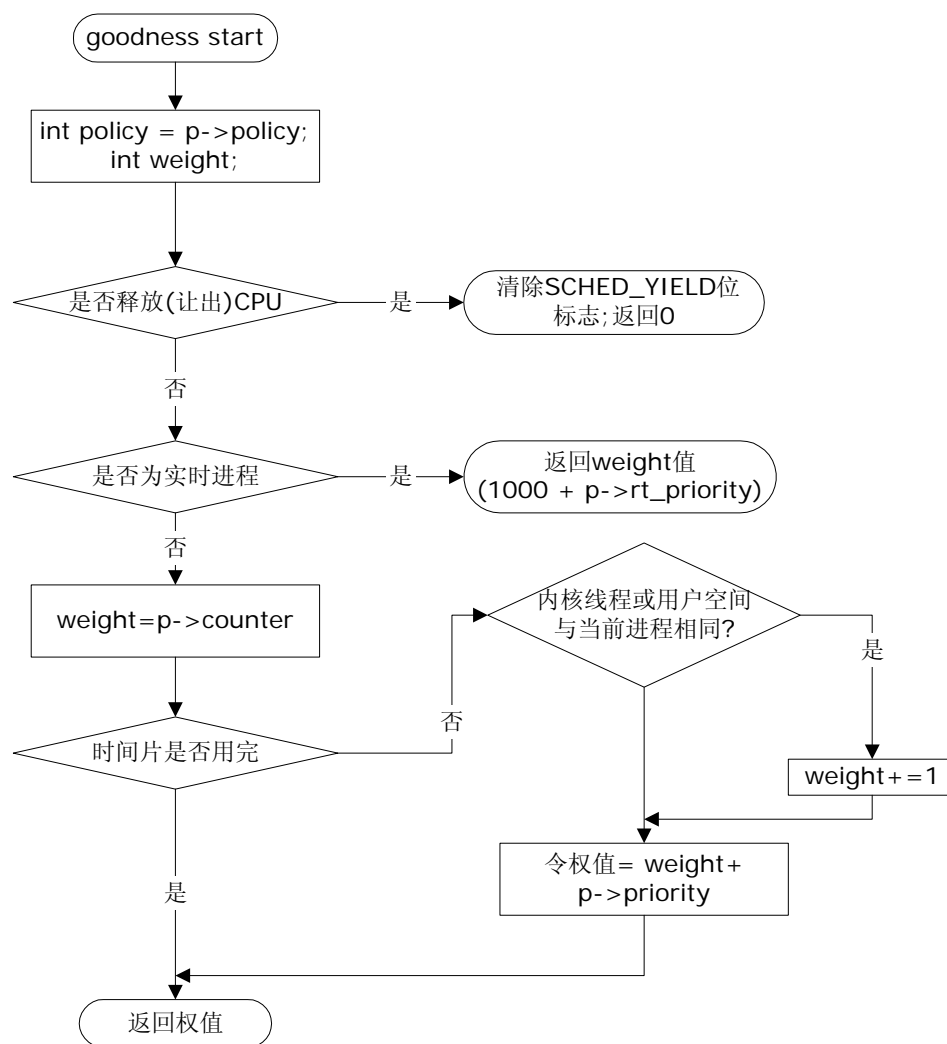 goodness start
int policy = p->policy;
int weight;
是否释放(让出)CPU
是
清除SCHED_YIELD位
标志;返回0
否
是否为实时进程
是
返回weight值
(1000 + p->rt_priority)
否
weight=p->counter
内核线程或用户空间
与当前进程相同?
是
否
时间片是否用完
weight+=1
令权值= weight+
p->priority
是
返回权值